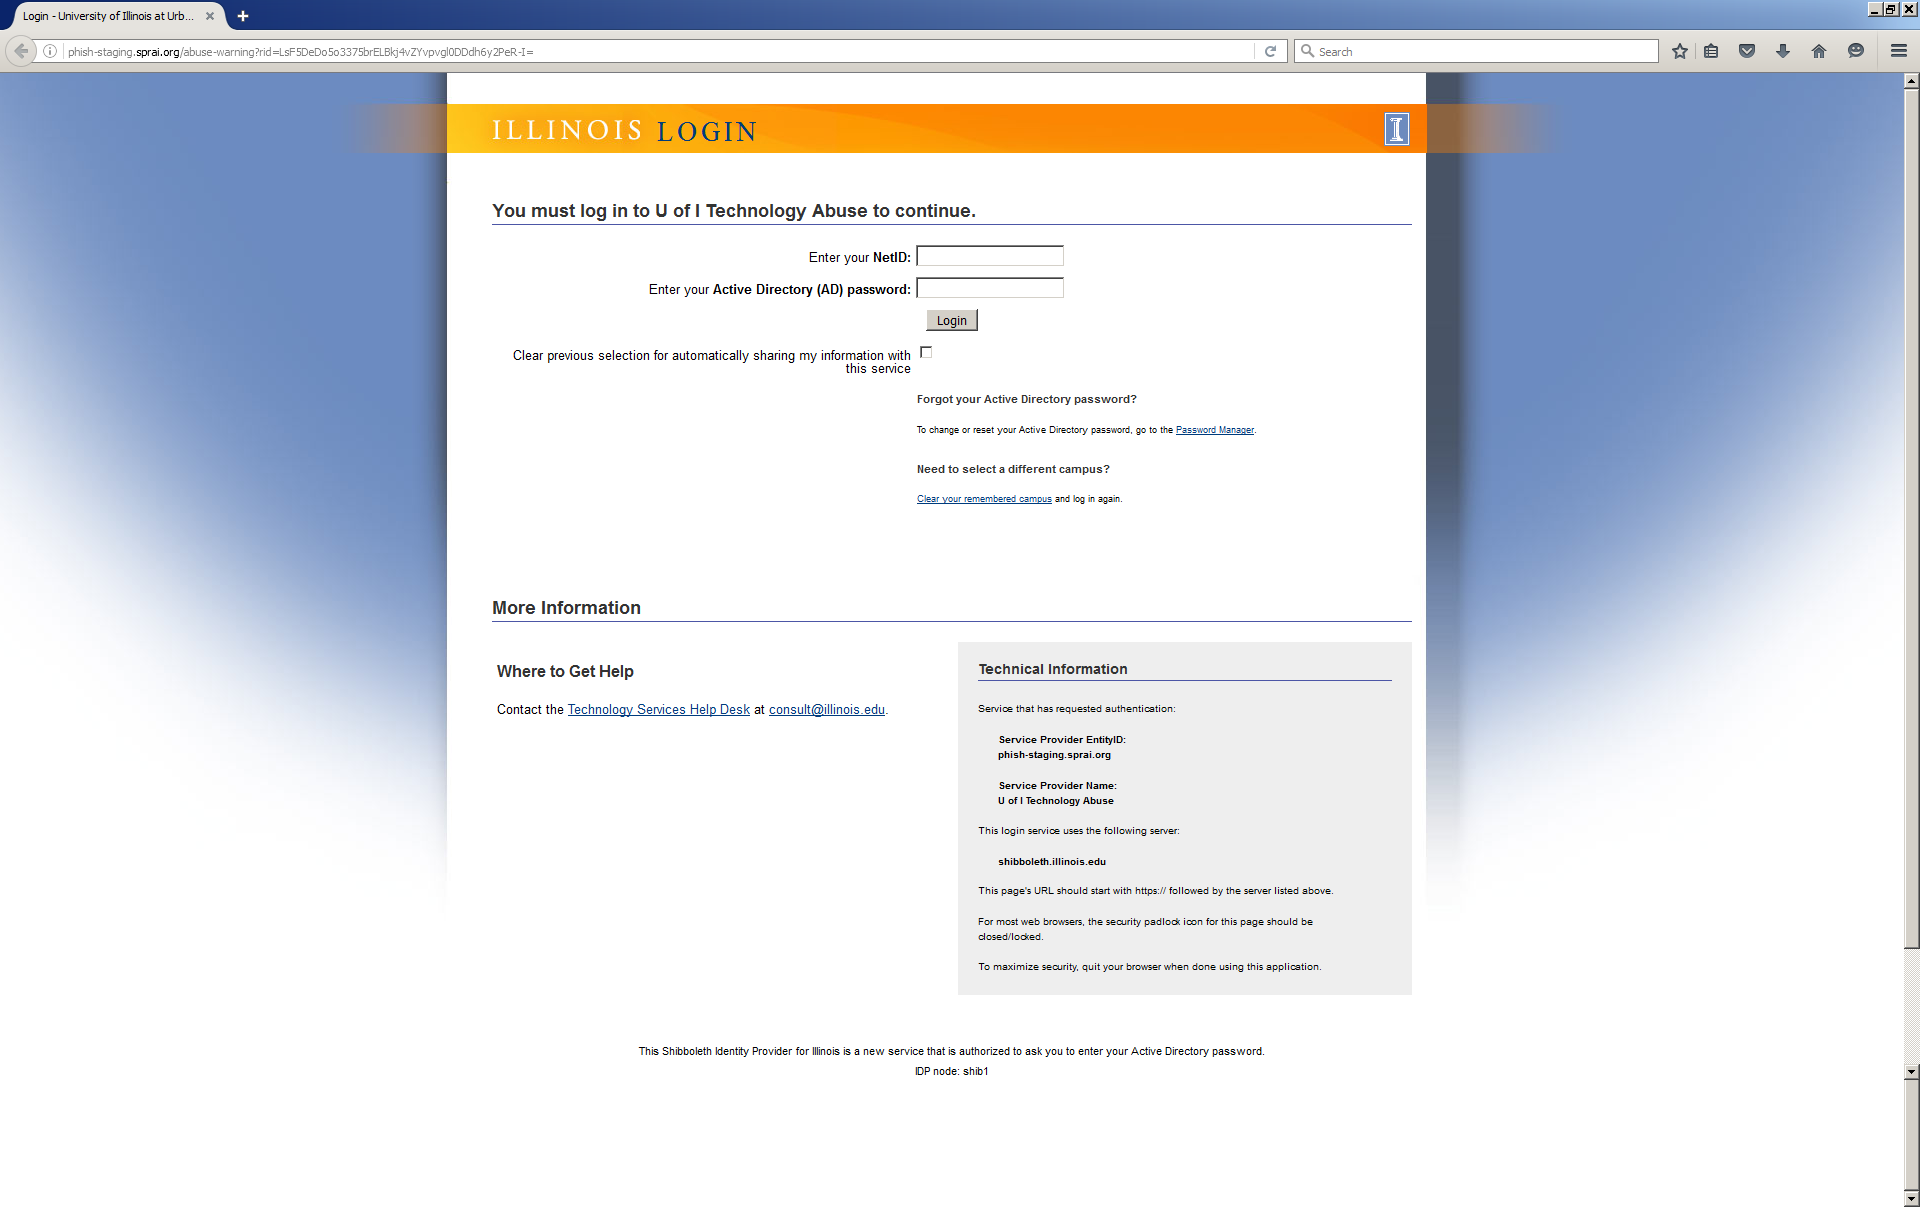 Login - University of Illinois at Urb...
phish-staging.sprai.org/abuse-warning?rid=LsF5DeDo5o3375brELBkj4vZYvpvgl0DDdh6y2PeR-I=
Search
ILLINOIS LOGIN
You must log in to U of I Technology Abuse to continue.
Enter your NetID:
Enter your Active Directory (AD) password:
Login
Clear previous selection for automatically sharing my information with
this service
Forgot your Active Directory password?
To change or reset your Active Directory password, go to the Password Manager.
Need to select a different campus?
Clear your remembered campus and log in again.
More Information
Where to Get Help
Contact the Technology Services Help Desk at consult@illinois.edu.
Technical Information
Service that has requested authentication:
Service Provider EntityID:
phish-staging.sprai.org
Service Provider Name:
U of I Technology Abuse
This login service uses the following server:
shibboleth.illinois.edu
This page's URL should start with https:// followed by the server listed above.
For most web browsers, the security padlock icon for this page should be
closed/locked.
To maximize security, quit your browser when done using this application.
This Shibboleth Identity Provider for Illinois is a new service that is authorized to ask you to enter your Active Directory password.
IDP node: shib1